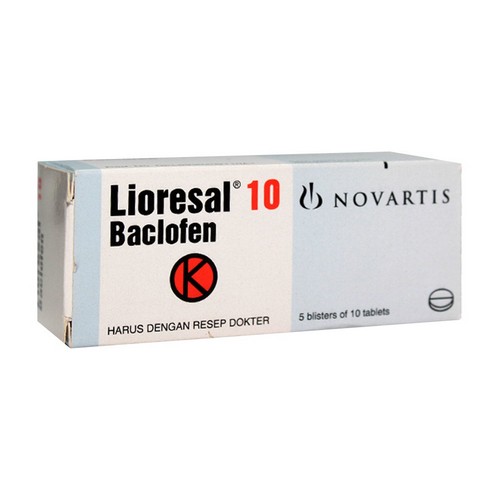 Lioresal® 10
Baclofen
K
HARUS DENGAN RESEP DOKTER
NOVARTIS
5 blisters of 10 tablets